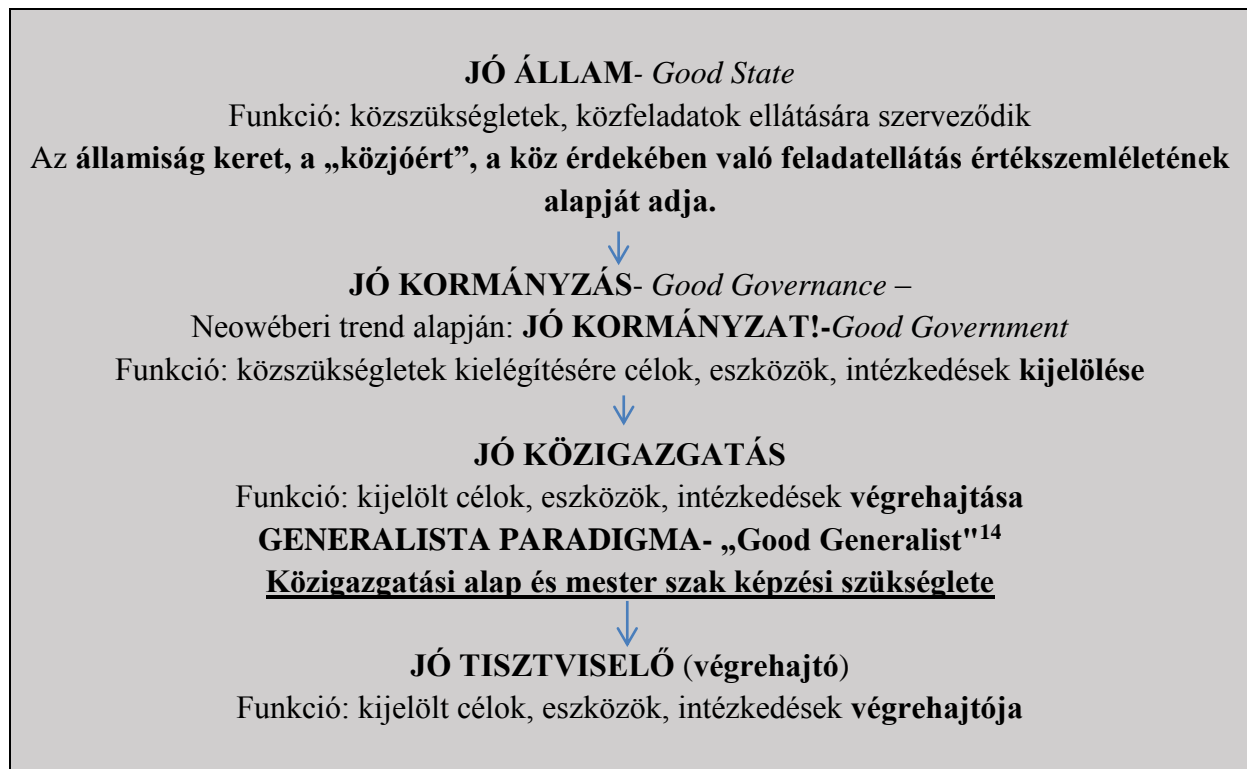 JÓ ÁLLAM- Good State
Funkció: közszükségletek, közfeladatok ellátására szerveződik
Az államiság keret, a „közjóért”, a köz érdekében való feladatellátás értékszemléletének
alapját adja.
JÓ KORMÁNYZÁS- Good Governance –
Neowéberi trend alapján: JÓ KORMÁNYZAT!-Good Government
Funkció: közszükségletek kielégítésére célok, eszközök, intézkedések kijelölése
JÓ KÖZIGAZGATÁS
Funkció: kijelölt célok, eszközök, intézkedések végrehajtása
GENERALISTA PARADIGMA- „Good Generalist"14
Közigazgatási alap és mester szak képzési szükséglete
JÓ TISZTVISELŐ (végrehajtó)
Funkció: kijelölt célok, eszközök, intézkedések végrehajtója